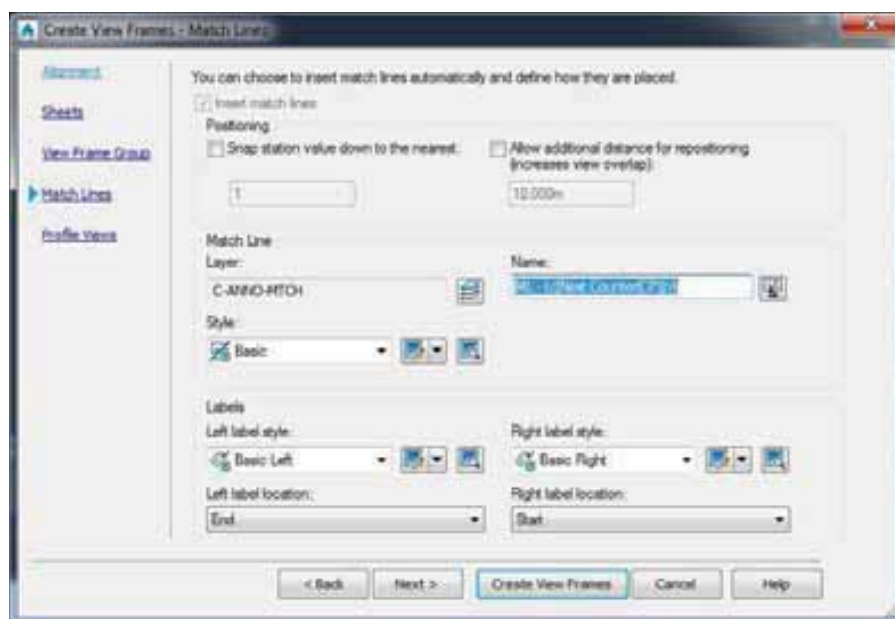 Create View Frames - Match Lines
Alignment
Sheets
View Frame Group
Match Lines
Profile Views
You can choose to insert match lines automatically and define how they are placed.
Insert match lines
Positioning
Snap station value down to the nearest:
Allow additional distance for repositioning
(increases view overlap):
1
10.000m
Match Line
Layer:
Name:
C-ANNO-MTCH
Style:
Basic
Labels
Left label style:
Right label style:
Basic Left
Basic Right
Left label location:
Right label location:
End
Start
< Back
Next >
Create View Frames
Cancel
Help